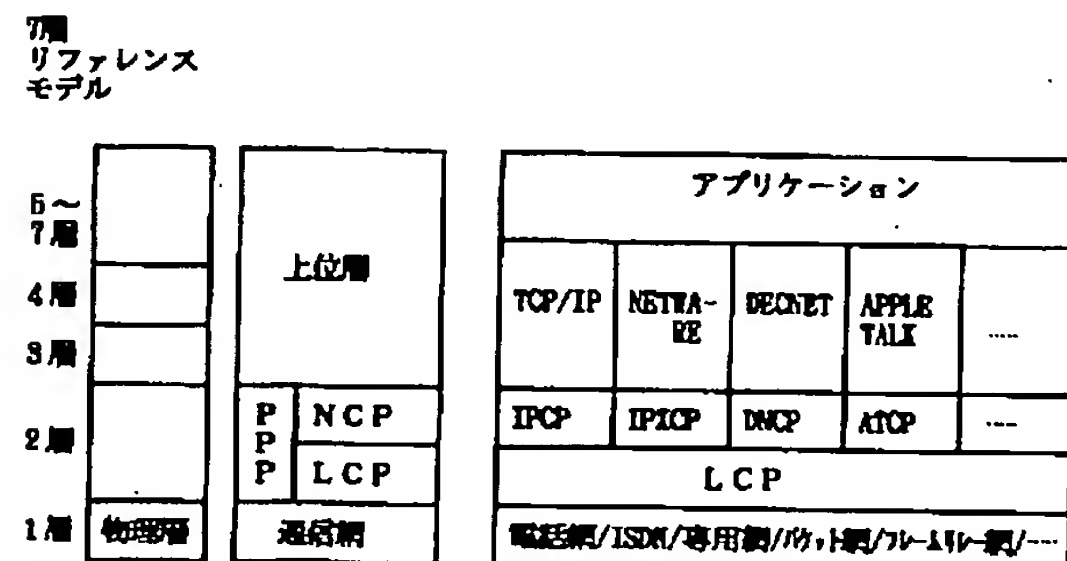 7層
リファレンス
モデル
アプリケーション
5〜
7層
上位層
4層
TCP/IP
NETWA-
RE
DECNET
APPLE
TALK
.....
3層
PPP
NCP
IPCP
IPXCP
DNCP
ATCP
....
2層
LCP
LCP
1層
物理層
通信網
電話網/ISDN/専用網/パケット網/フレームリレー網/....